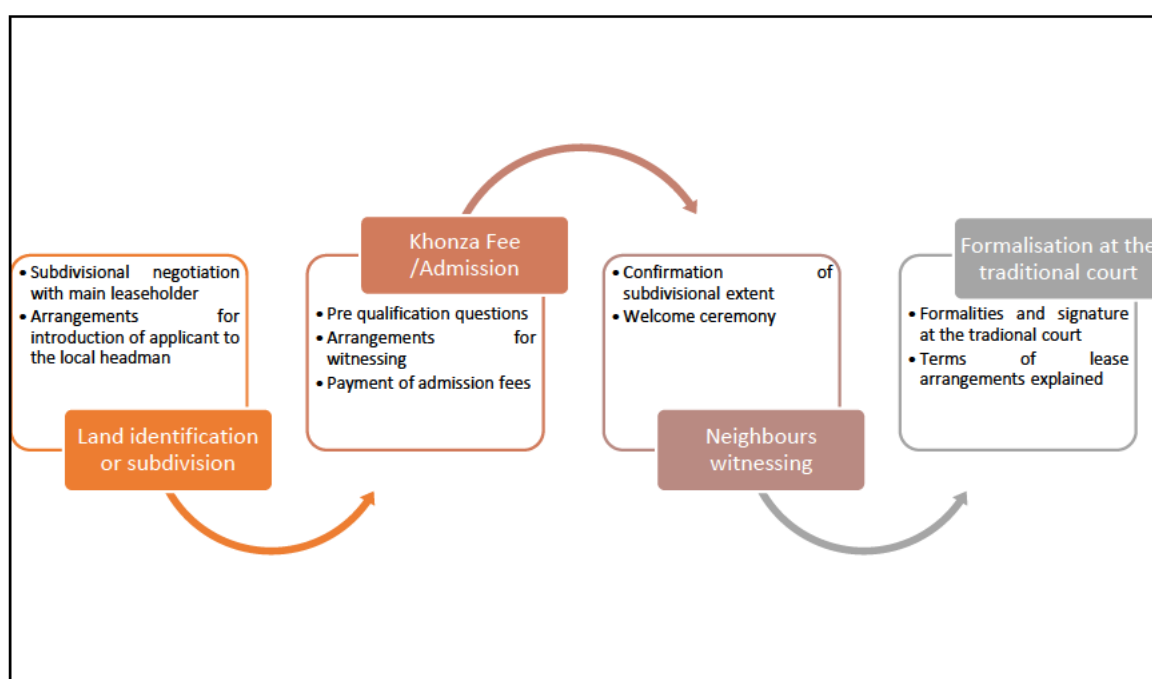 • Subdivisional negotiation
with main leaseholder
• Arrangements for
introduction of applicant to
the local headman
Land identification
or subdivision
Khonza Fee
/Admission
• Pre qualification questions
• Arrangements for
witnessing
• Payment of admission fees
• Confirmation of
subdivisional extent
• Welcome ceremony
Neighbours
witnessing
Formalisation at the
traditional court
• Formalities and signature
at the tradional court
• Terms of lease
arrangements explained